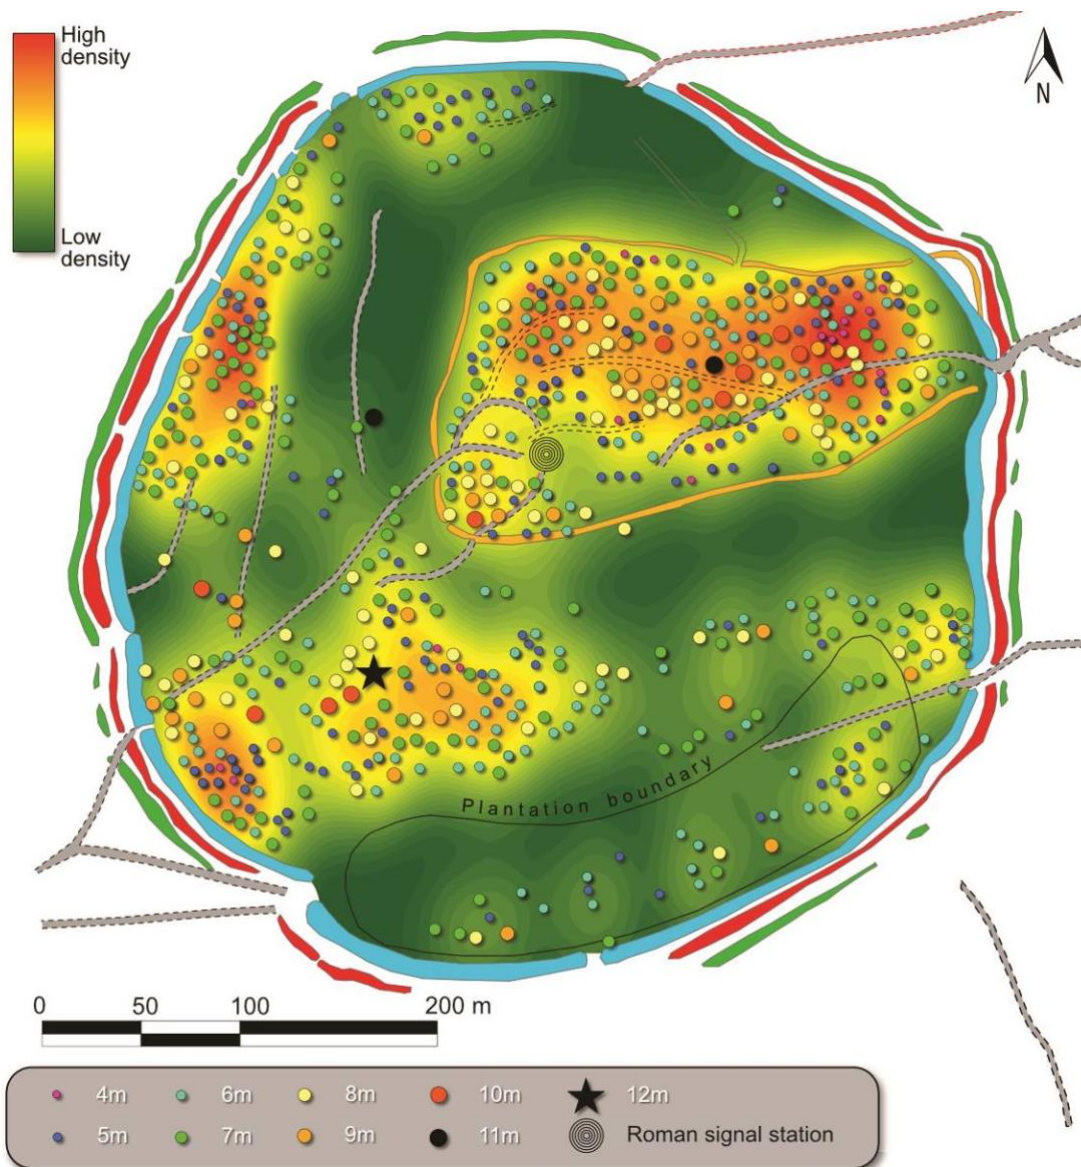 High
density
Low
density
N
Plantation boundary
0 50 100 200 m
4m 6m 8m 10m 12m
5m 7m 9m 11m Roman signal station